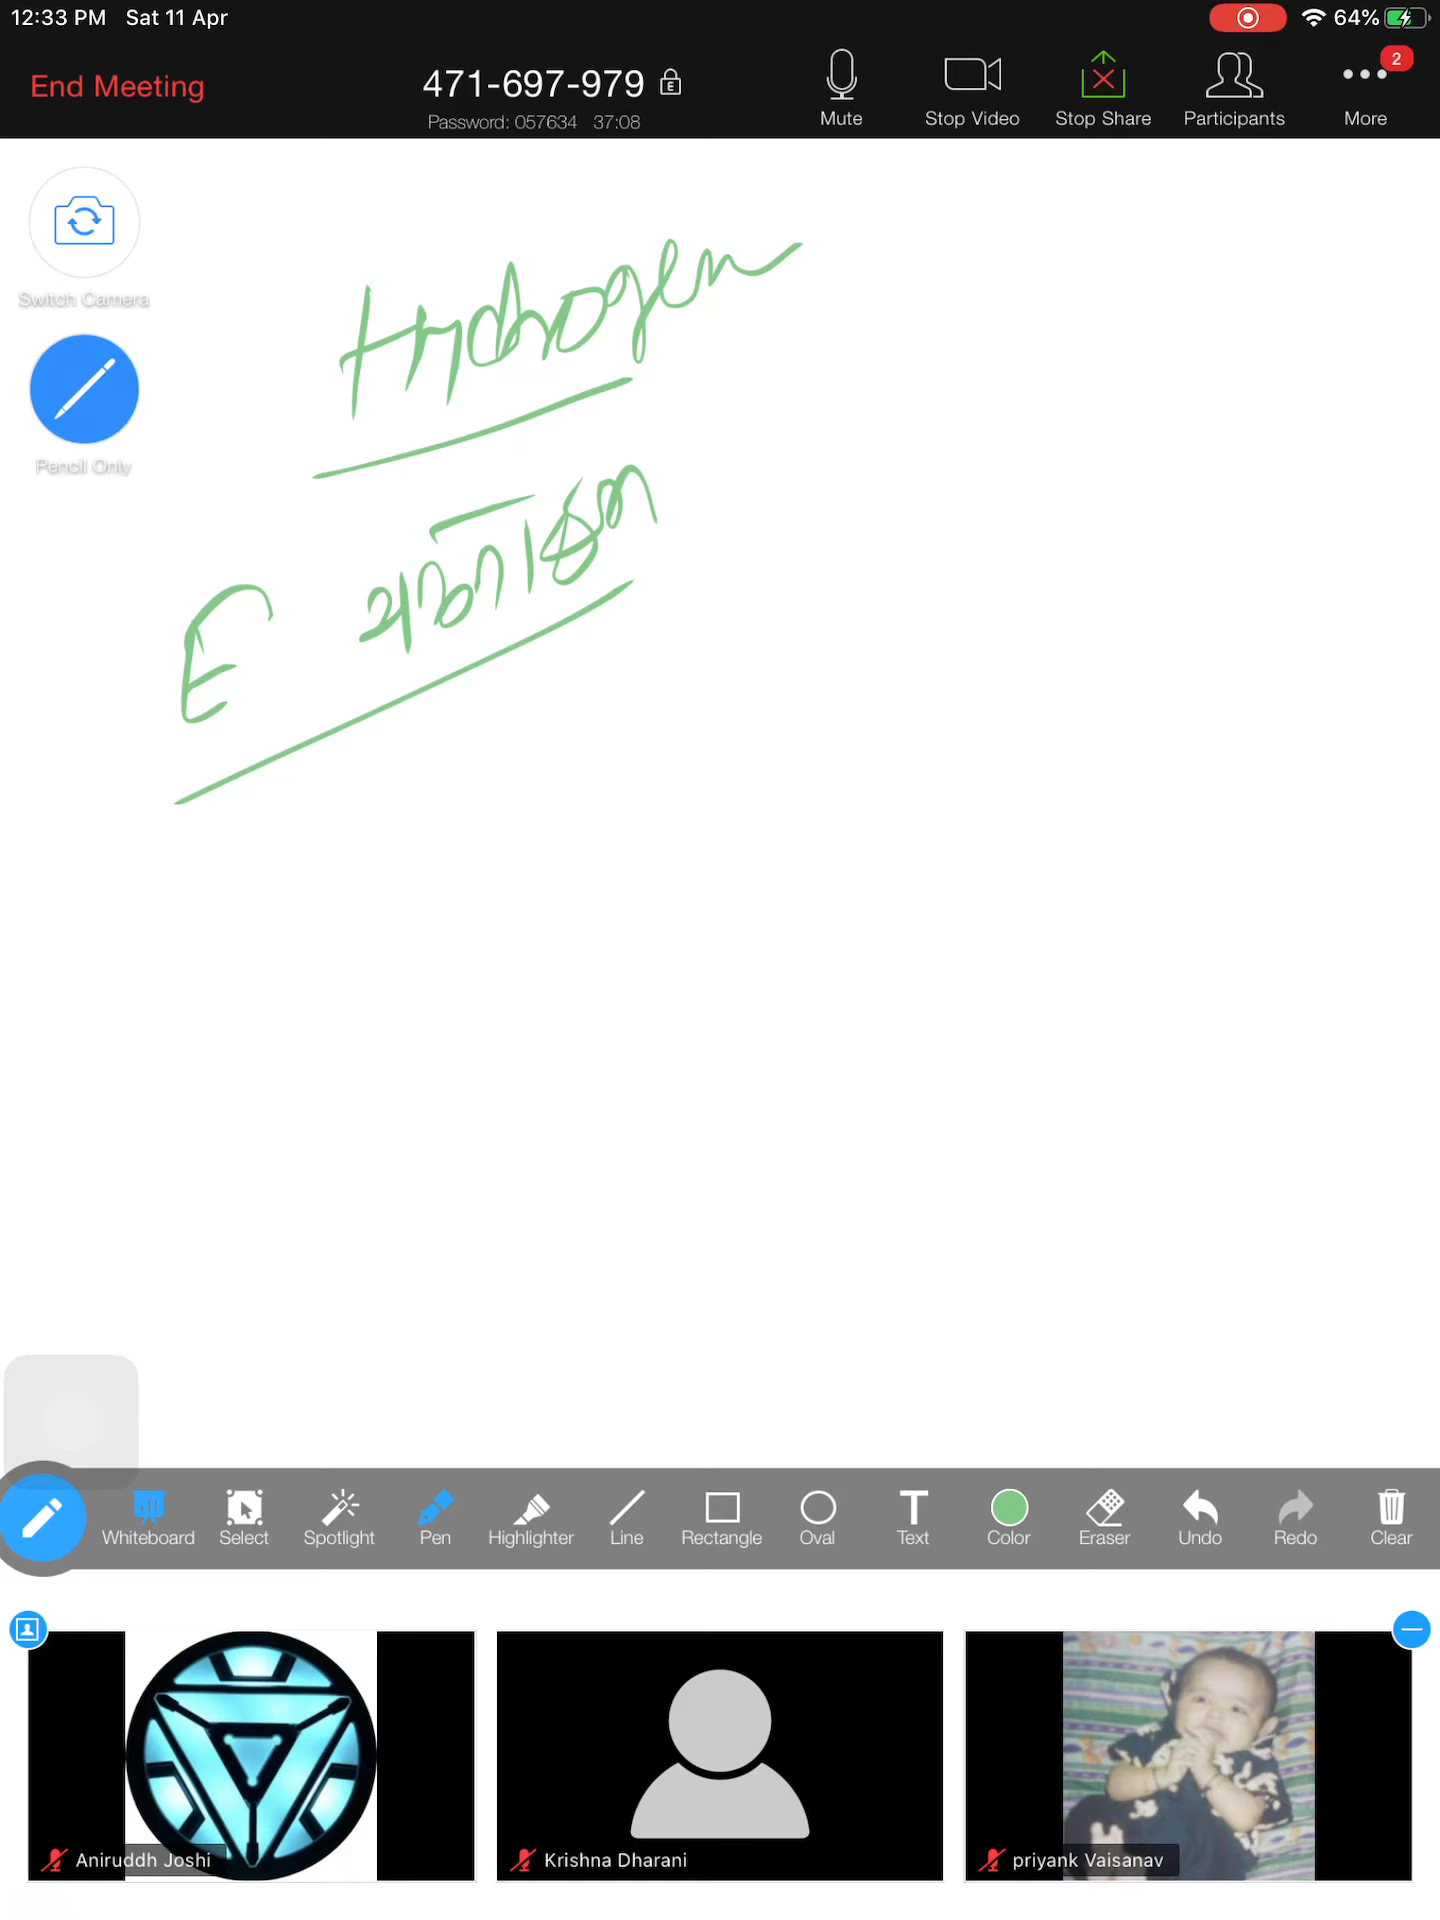 12:33 PM Sat 11 Apr 64%
End Meeting
471-697-979
Password: 057634 37:08
Mute Stop Video Stop Share Participants More
2
Switch Camera
Pencil Only
Hydrogen
E
Whiteboard Select Spotlight Pen Highlighter Line Rectangle Oval Text Color Eraser Undo Redo Clear
Aniruddh Joshi Krishna Dharani priyank Vaisanav